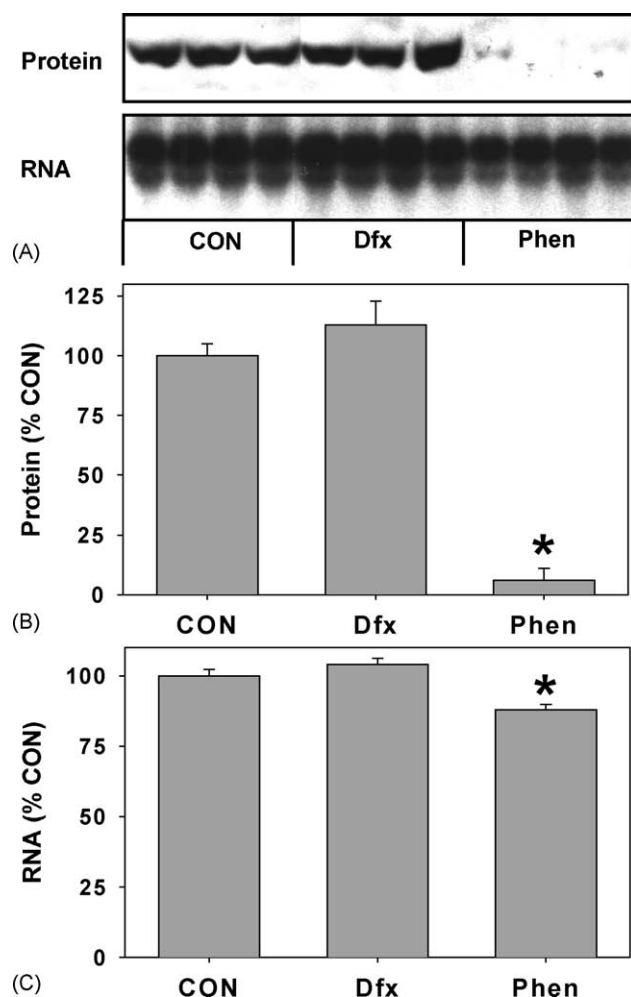 Protein
RNA
CON Dfx Phen
(A)
125
100
75
50
25
0
Protein (% CON)
*
CON Dfx Phen
(B)
100
75
50
25
0
RNA (% CON)
*
CON Dfx Phen
(C)